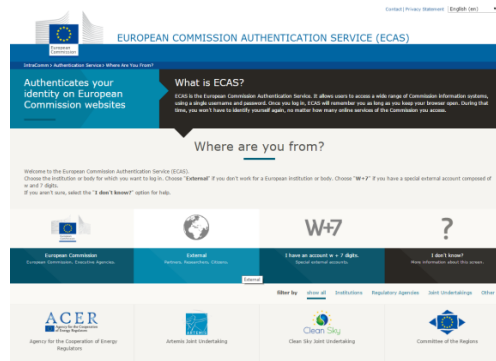 Contact | Privacy Statement English (en)
EUROPEAN COMMISSION AUTHENTICATION SERVICE (ECAS)
European
Commission
IntraComm > Authentication Service > Where Are You From?
Authenticates your
identity on European
Commission websites
What is ECAS?
ECAS is the European Commission Authentication Service. It allows users to access a wide range of Commission information systems,
using a single username and password. Once you log in, ECAS will remember you as long as you keep your browser open. During that
time, you won't have to identify yourself again, no matter how many online services of the Commission you access.
Where are you from?
Welcome to the European Commission Authentication Service (ECAS).
Choose the institution or body for which you want to log in. Choose "External" if you don't work for a European institution or body. Choose "W+7" if you have a special external account composed of
w and 7 digits.
If you aren't sure, select the "I don't know?" option for help.
W+7
?
European Commission
European Commission, Executive Agencies.
External
Partners, Researchers, Citizens.
I have an account w + 7 digits.
Special external accounts.
I don't know?
More information about this screen.
External
filter by show all Institutions Regulatory Agencies Joint Undertakings Other
ACER
Agency for the Cooperation
of Energy Regulators
Clean Sky
Agency for the Cooperation of Energy
Regulators
Artemis Joint Undertaking
Clean Sky Joint Undertaking
Committee of the Regions